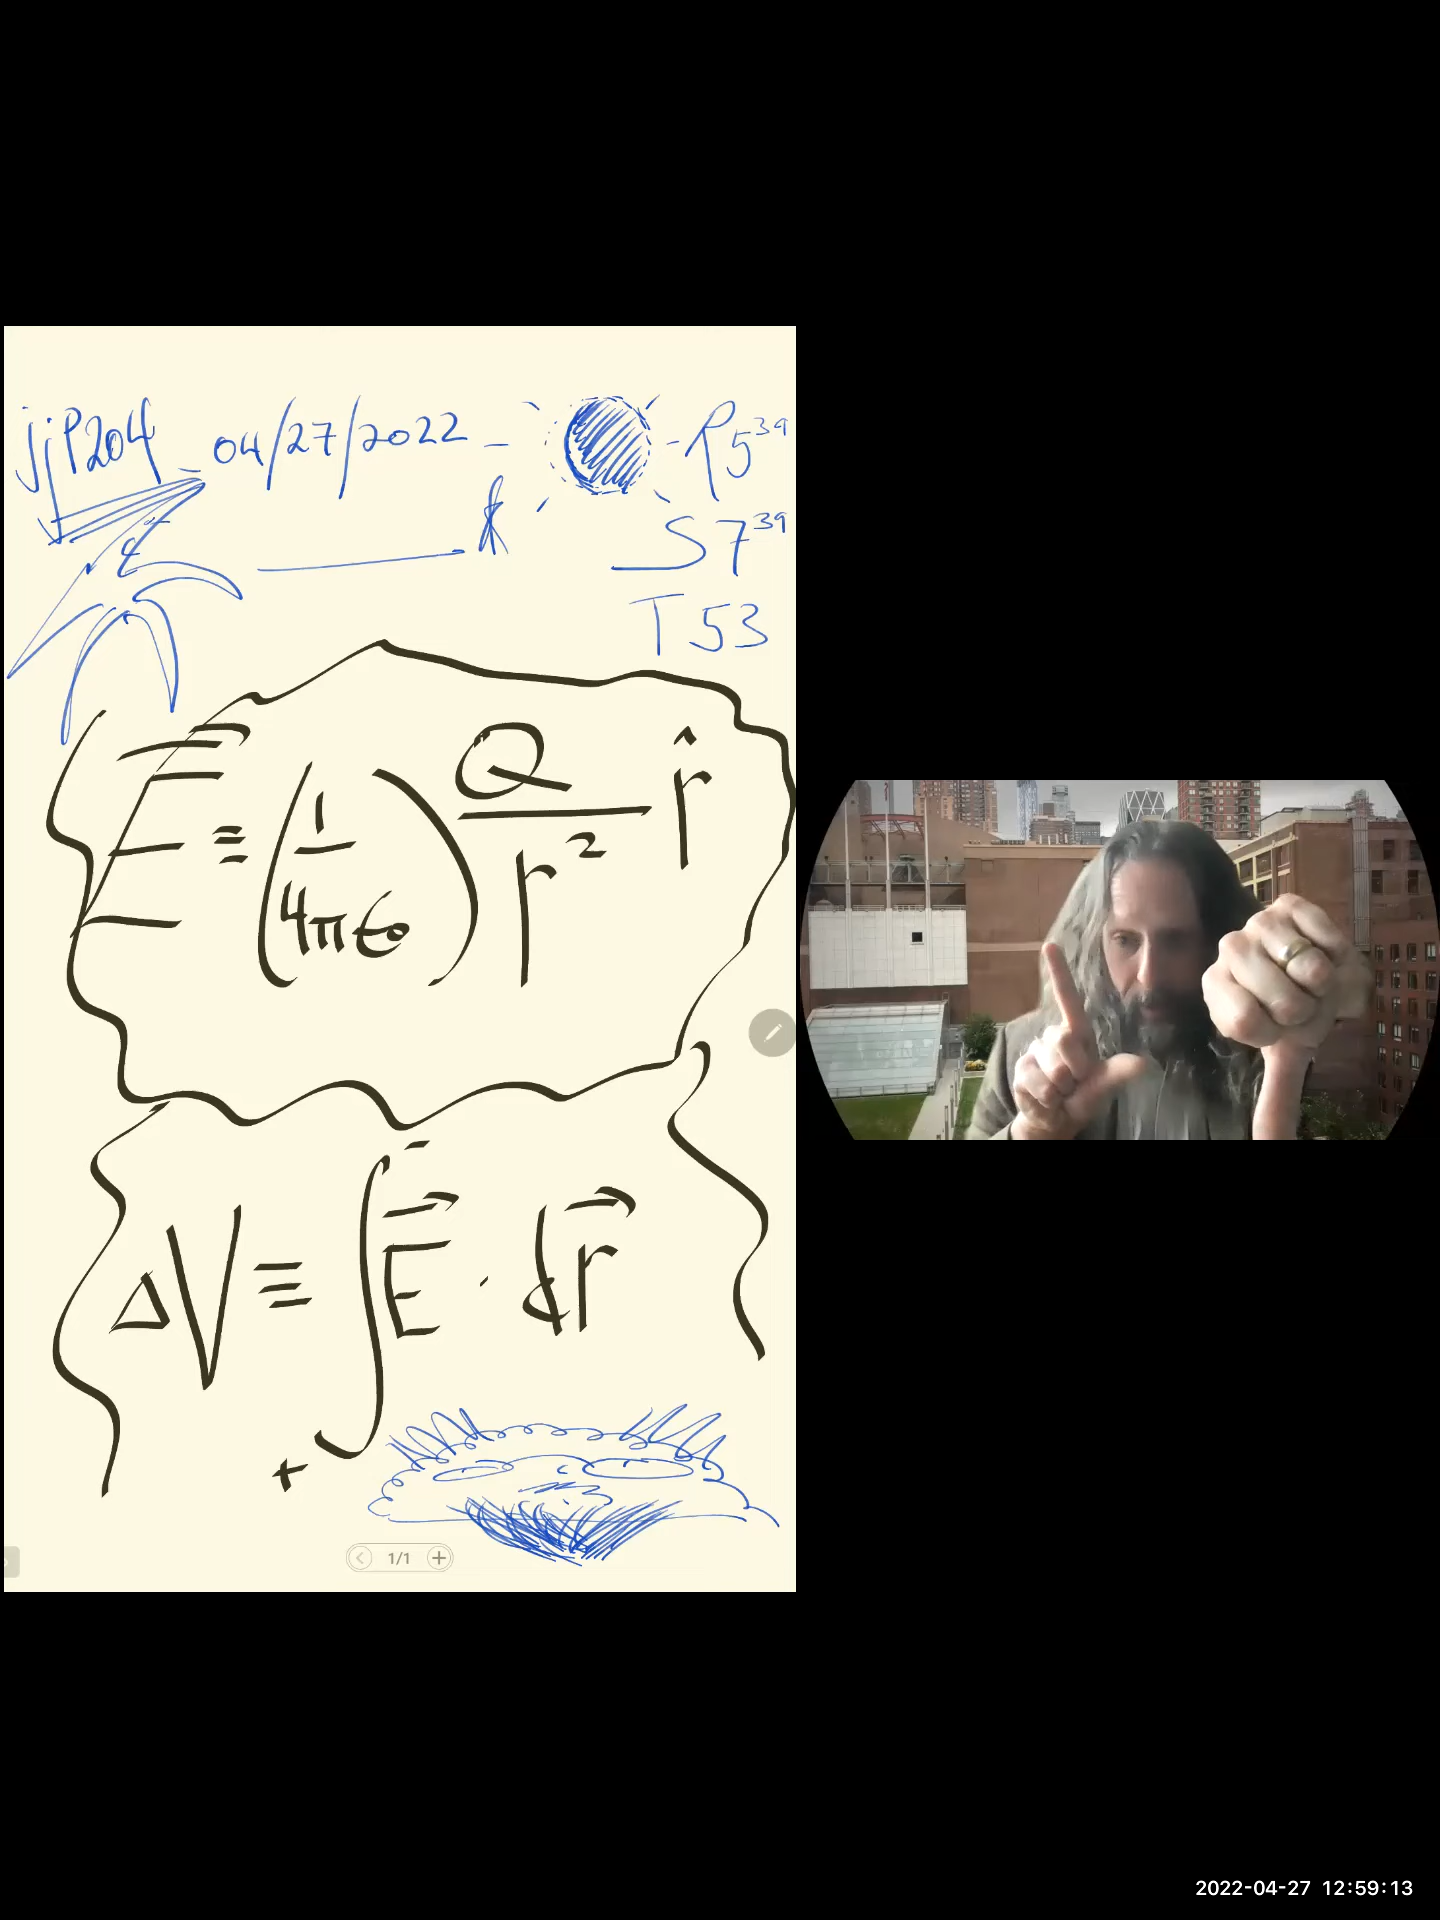 jjP204 - 04/27/2022 - - R5³⁹
S7³⁹
T 53
E⃗ = (1/4πϵ₀) Q/r² r̂
ΔV ≡ ∫₊⁻ E⃗ · dr⃗
1/1
2022-04-27 12:59:13